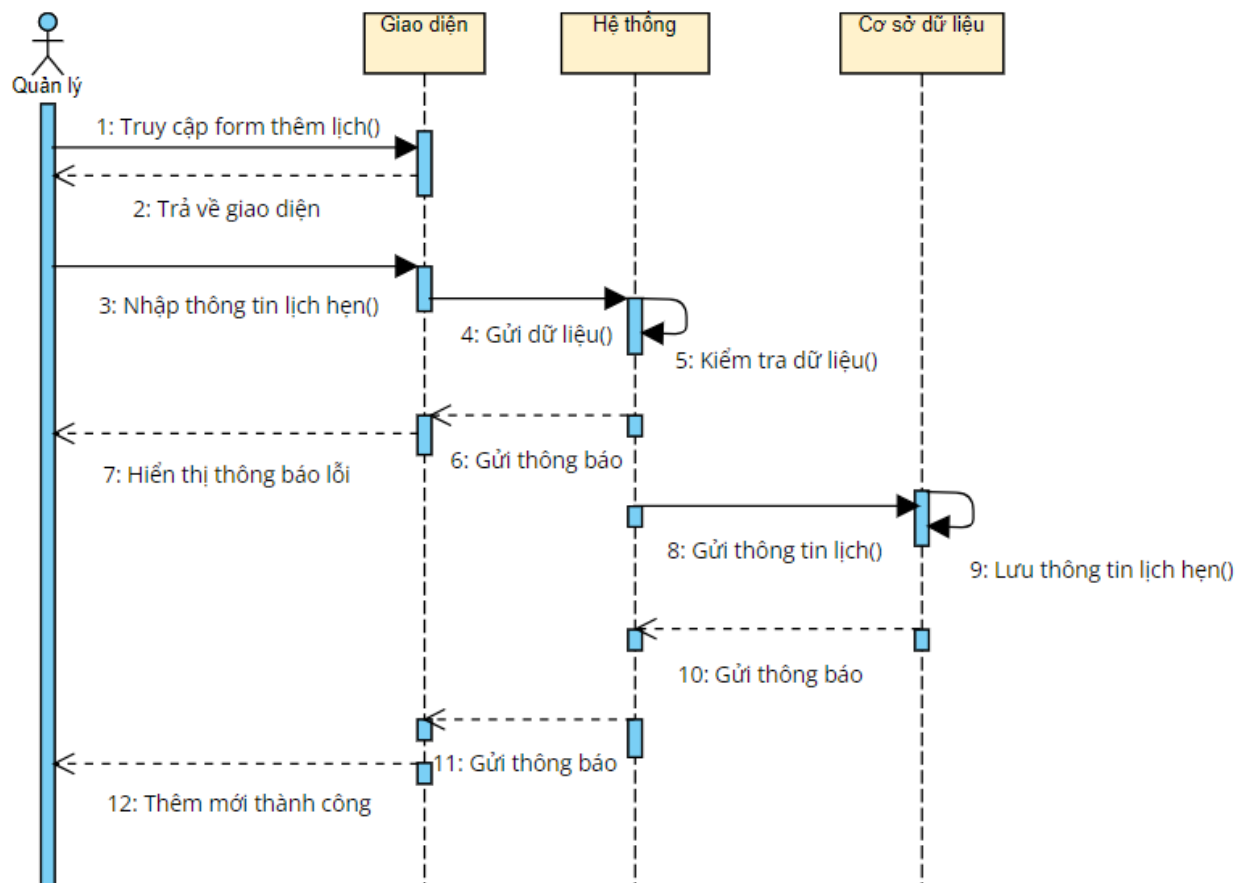 Giao diện
Hệ thống
Cơ sở dữ liệu
Quản lý
1: Truy cập form thêm lịch()
2: Trả về giao diện
3: Nhập thông tin lịch hẹn()
4: Gửi dữ liệu()
5: Kiểm tra dữ liệu()
6: Gửi thông báo
7: Hiển thị thông báo lỗi
8: Gửi thông tin lịch()
9: Lưu thông tin lịch hẹn()
10: Gửi thông báo
11: Gửi thông báo
12: Thêm mới thành công